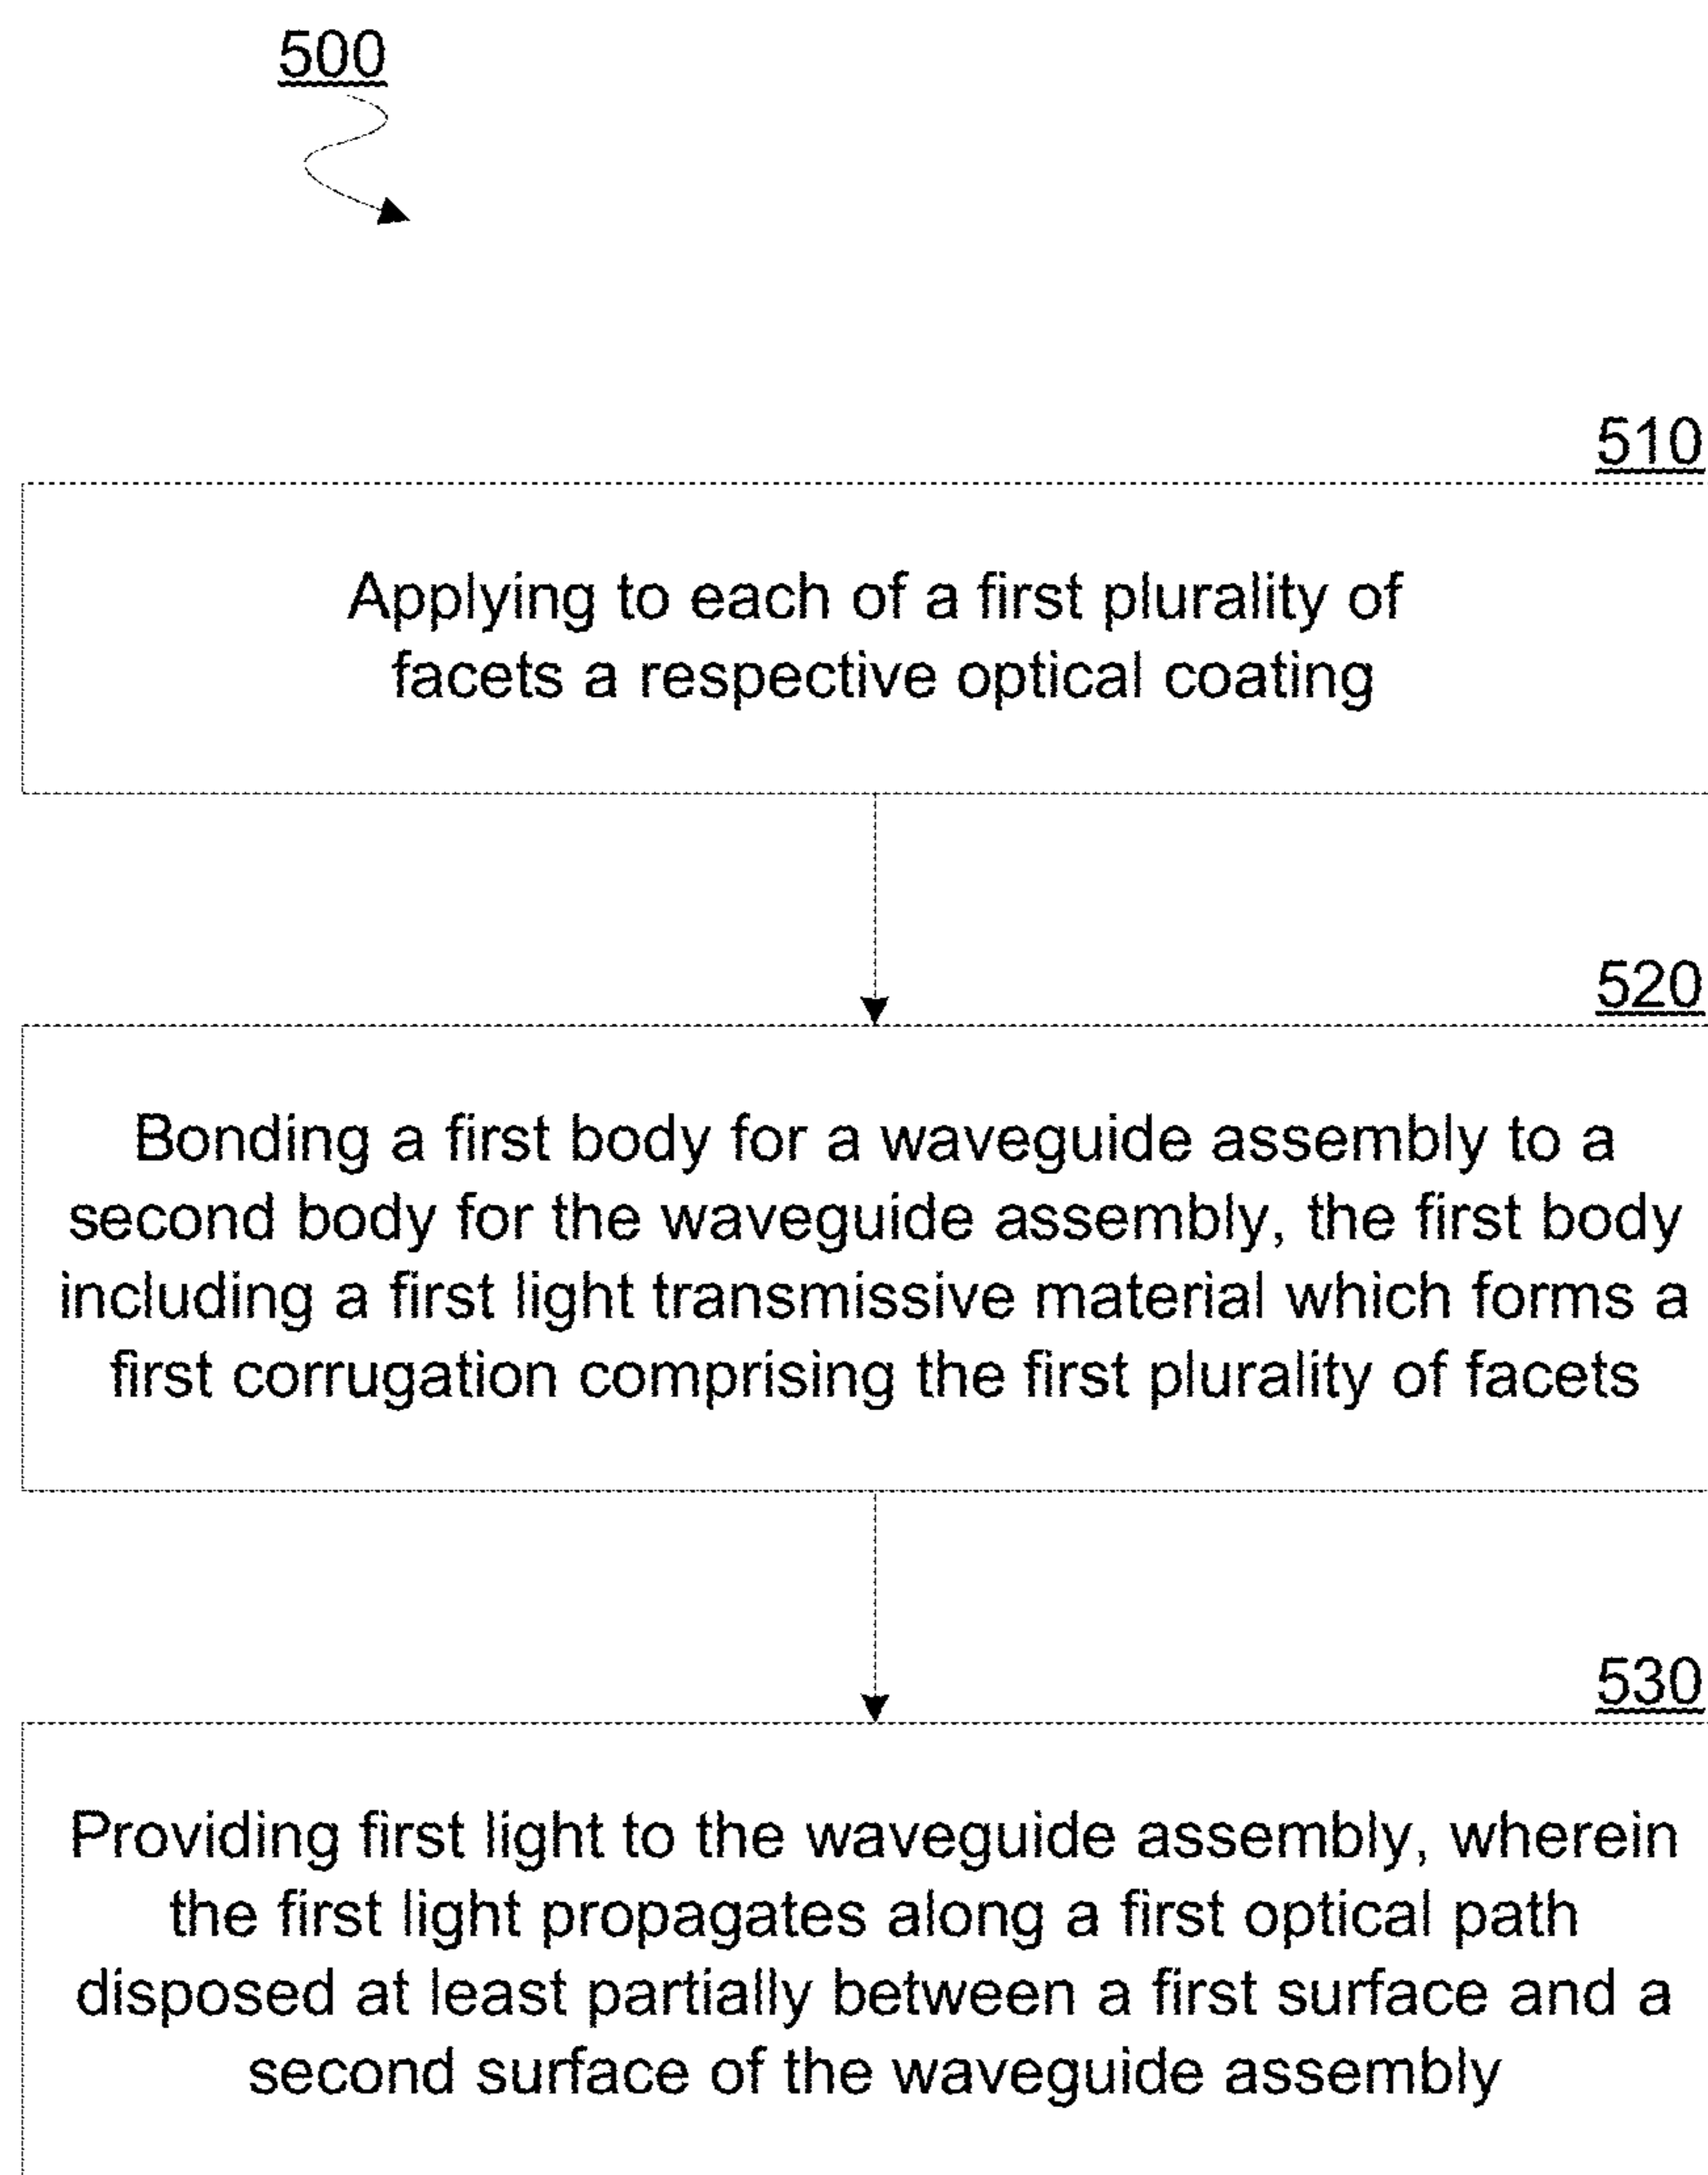 500
510
Applying to each of a first plurality of
facets a respective optical coating
520
Bonding a first body for a waveguide assembly to a
second body for the waveguide assembly, the first body
including a first light transmissive material which forms a
first corrugation comprising the first plurality of facets
530
Providing first light to the waveguide assembly, wherein
the first light propagates along a first optical path
disposed at least partially between a first surface and a
second surface of the waveguide assembly